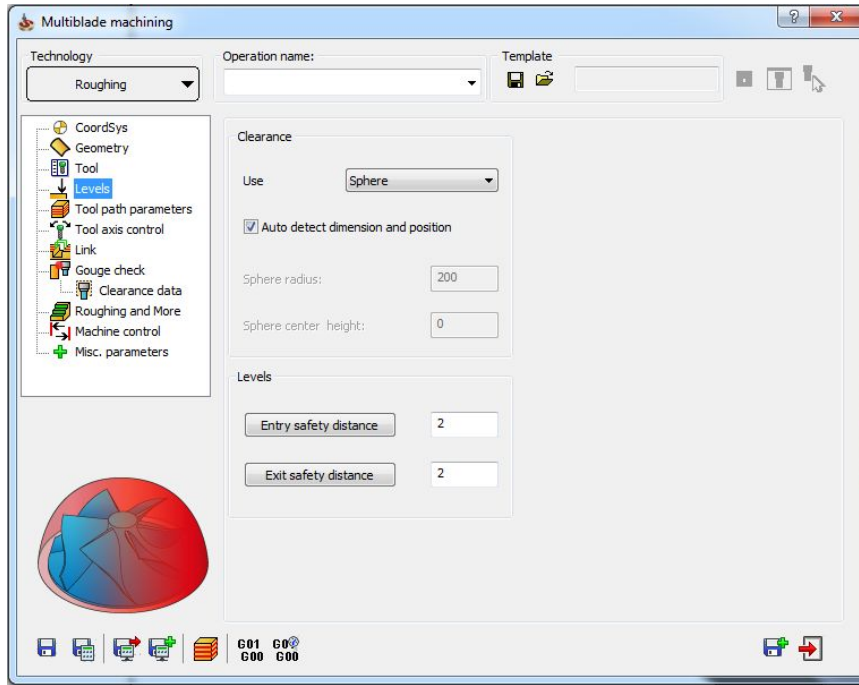 Multiblade machining
Technology
Operation name:
Template
Roughing
CoordSys
Geometry
Tool
Levels
Tool path parameters
Tool axis control
Link
Gouge check
Clearance data
Roughing and More
Machine control
Misc. parameters
Clearance
Use
Sphere
Auto detect dimension and position
Sphere radius:
200
Sphere center height:
0
Levels
Entry safety distance
2
Exit safety distance
2
G01 G0
G00 G00